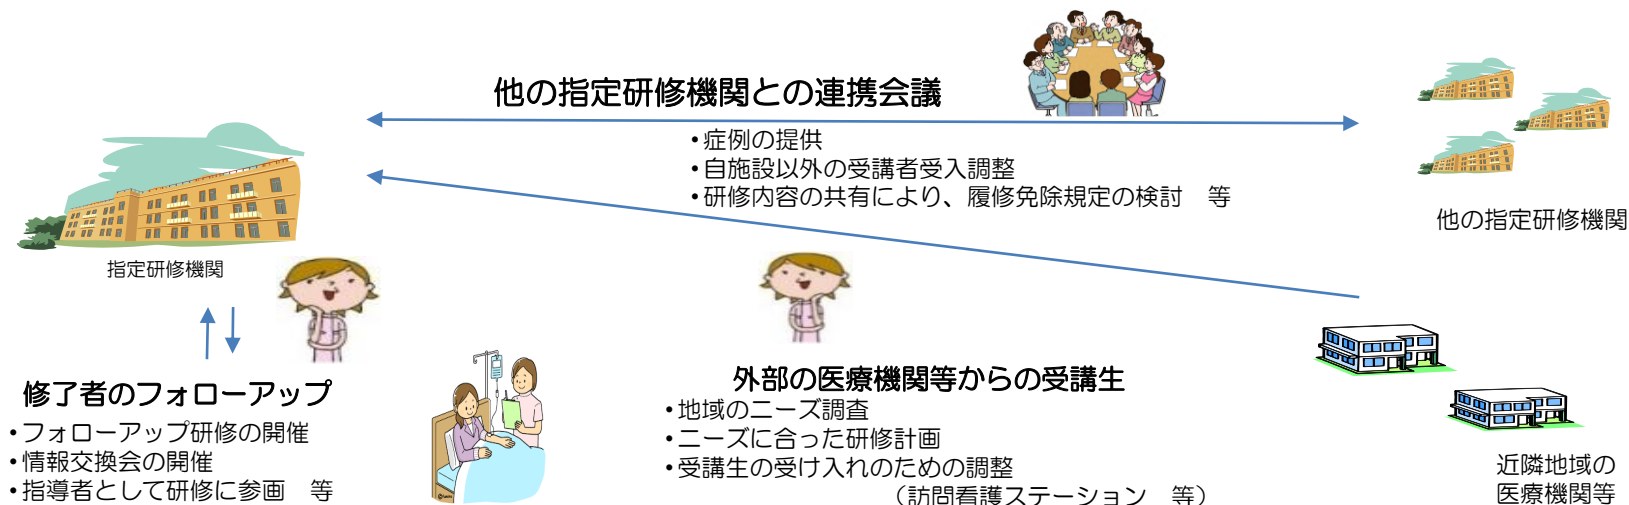 他の指定研修機関との連携会議
•症例の提供
•自施設以外の受講者受入調整
•研修内容の共有により、履修免除規定の検討　等
他の指定研修機関
指定研修機関
修了者のフォローアップ
•フォローアップ研修の開催
•情報交換会の開催
•指導者として研修に参画　等
外部の医療機関等からの受講生
•地域のニーズ調査
•ニーズに合った研修計画
•受講生の受け入れのための調整
（訪問看護ステーション　等）
近隣地域の
医療機関等